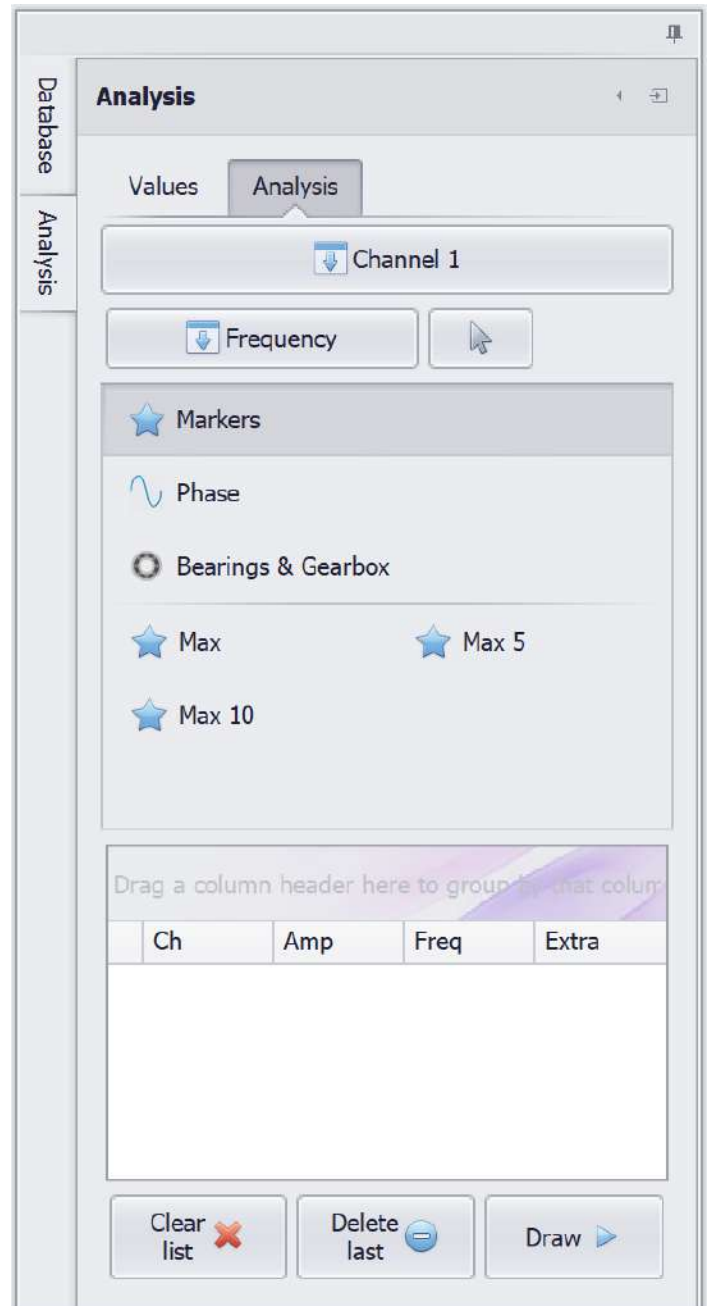 Database
Analysis
Analysis
Values Analysis
Channel 1
Frequency
Markers
Phase
Bearings & Gearbox
Max Max 5
Max 10
Drag a column header here to group by that colum
Ch Amp Freq Extra
Clear
list
Delete
last
Draw